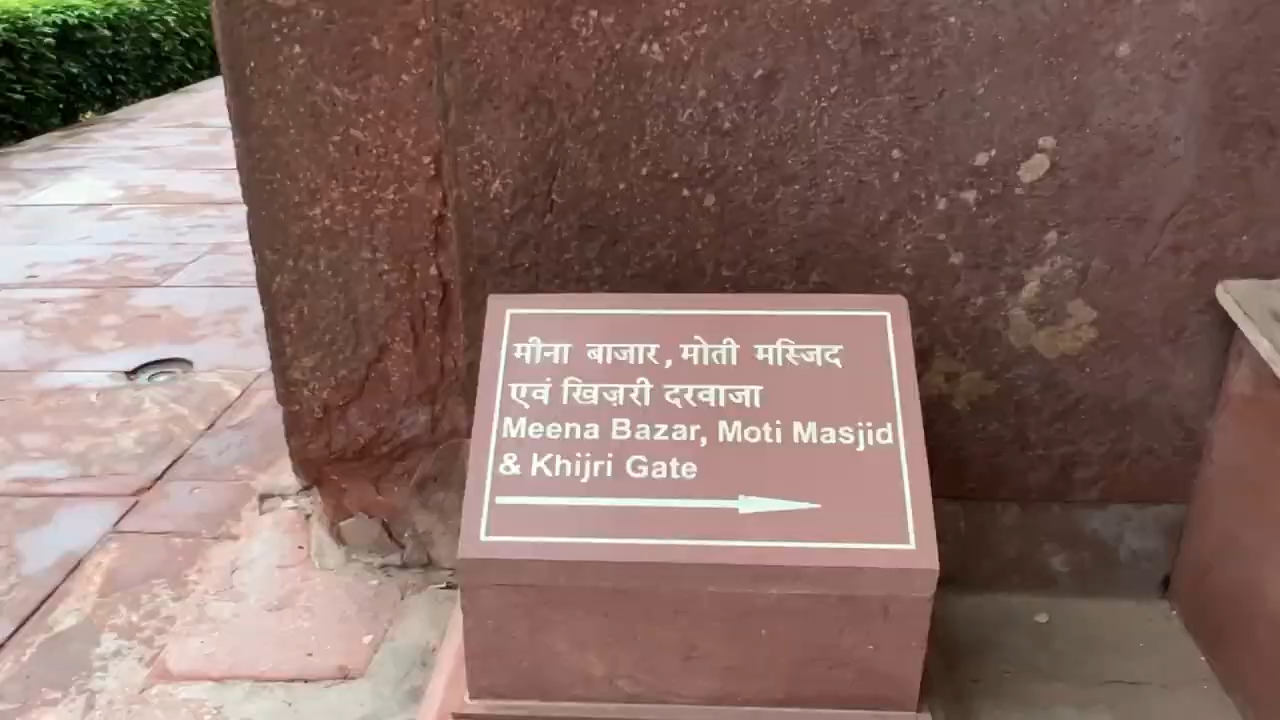 मीना बाजार, मोती मस्जिद
एवं खिज़री दरवाजा
Meena Bazar, Moti Masjid
& Khijri Gate